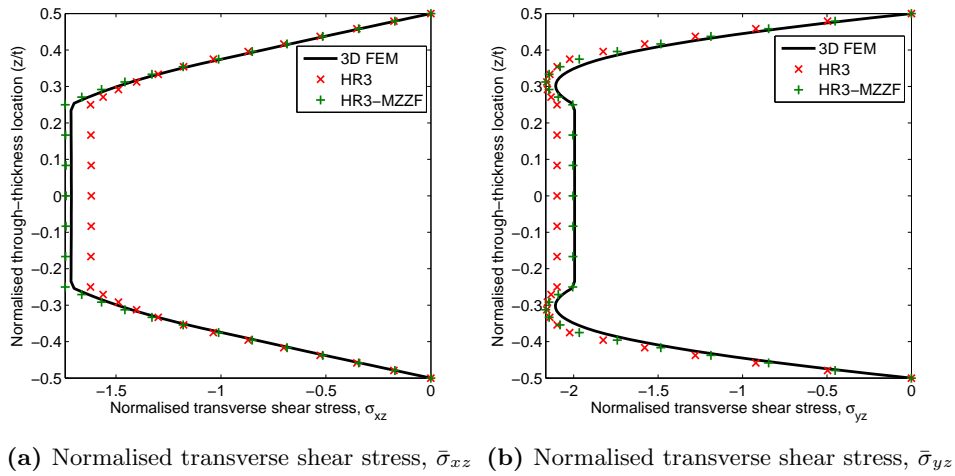 0.5
0.4
0.3
0.2
0.1
0
−0.1
−0.2
−0.3
−0.4
−0.5
−1.5
−1
−0.5
0
Normalised through−thickness location (z/t)
Normalised transverse shear stress, σxz
3D FEM
HR3
HR3−MZZF
0.5
0.4
0.3
0.2
0.1
0
−0.1
−0.2
−0.3
−0.4
−0.5
−2
−1.5
−1
−0.5
0
Normalised through−thickness location (z/t)
Normalised transverse shear stress, σyz
3D FEM
HR3
HR3−MZZF
(a) Normalised transverse shear stress, σ̄xz
(b) Normalised transverse shear stress, σ̄yz